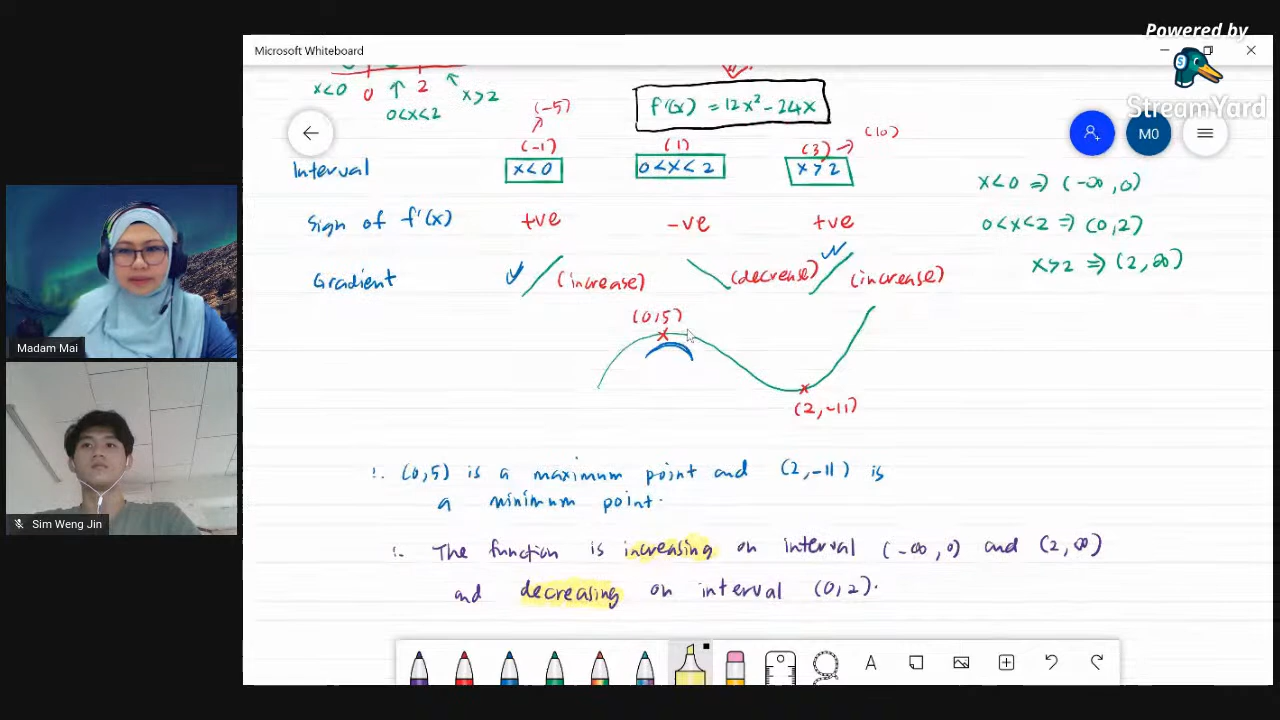 Powered by
StreamYard
Microsoft Whiteboard
x<0 0 2 x>2
0<x<2
f'(x) = 12x² - 24x
M0
(-5)
(-1) (1) (3) → (10)
Interval x<0 0<x<2 x>2
x<0 ⇒ (-∞,0)
Sign of f'(x) +ve -ve +ve
0<x<2 ⇒ (0,2)
Gradient (increase) (decrease) (increase)
x>2 ⇒ (2,∞)
(0,5)
(2,-11)
Madam Mai
∴ (0,5) is a maximum point and (2,-11) is
a minimum point.
∴ The function is increasing on interval (-∞,0) and (2,∞)
and decreasing on interval (0,2).
Sim Weng Jin
A